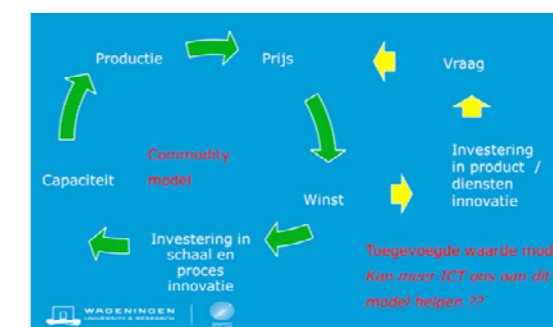 Productie
Prijs
Vraag
Commodity
model
Capaciteit
Winst
Investering
in product /
diensten
innovatie
Investering in
schaal en
proces
innovatie
Toegevoegde waarde mod
Kan meer ICT ons aan dit
model helpen ??
WAGENINGEN
UNIVERSITY & RESEARCH